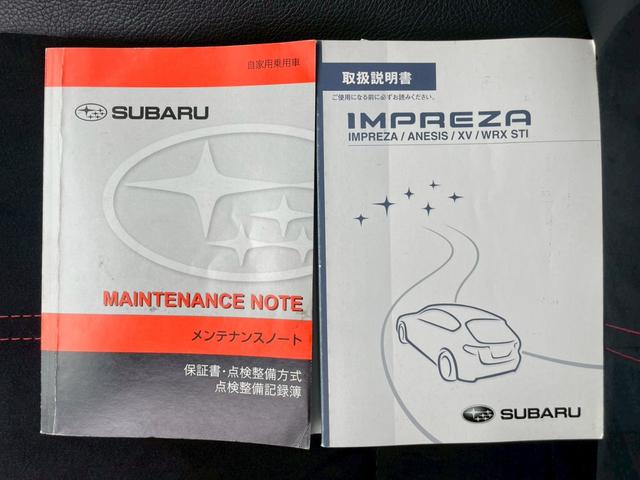 自家用乗用車
SUBARU
MAINTENANCE NOTE
メンテナンスノート
保証書・点検整備方式
点検整備記録簿
取扱説明書
ご使用になる前に必ずお読みください。
IMPREZA
IMPREZA / ANESIS / XV / WRX STI
SUBARU